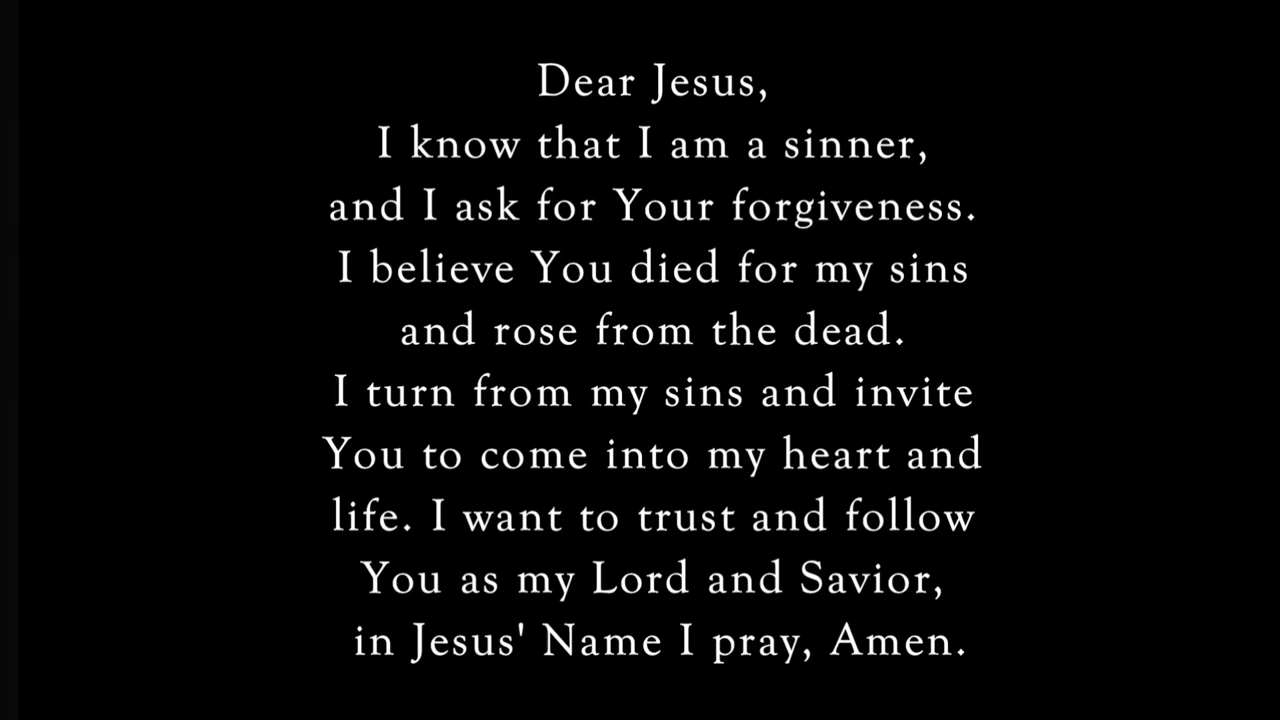 Dear Jesus,
I know that I am a sinner,
and I ask for Your forgiveness.
I believe You died for my sins
and rose from the dead.
I turn from my sins and invite
You to come into my heart and
life. I want to trust and follow
You as my Lord and Savior,
in Jesus' Name I pray, Amen.